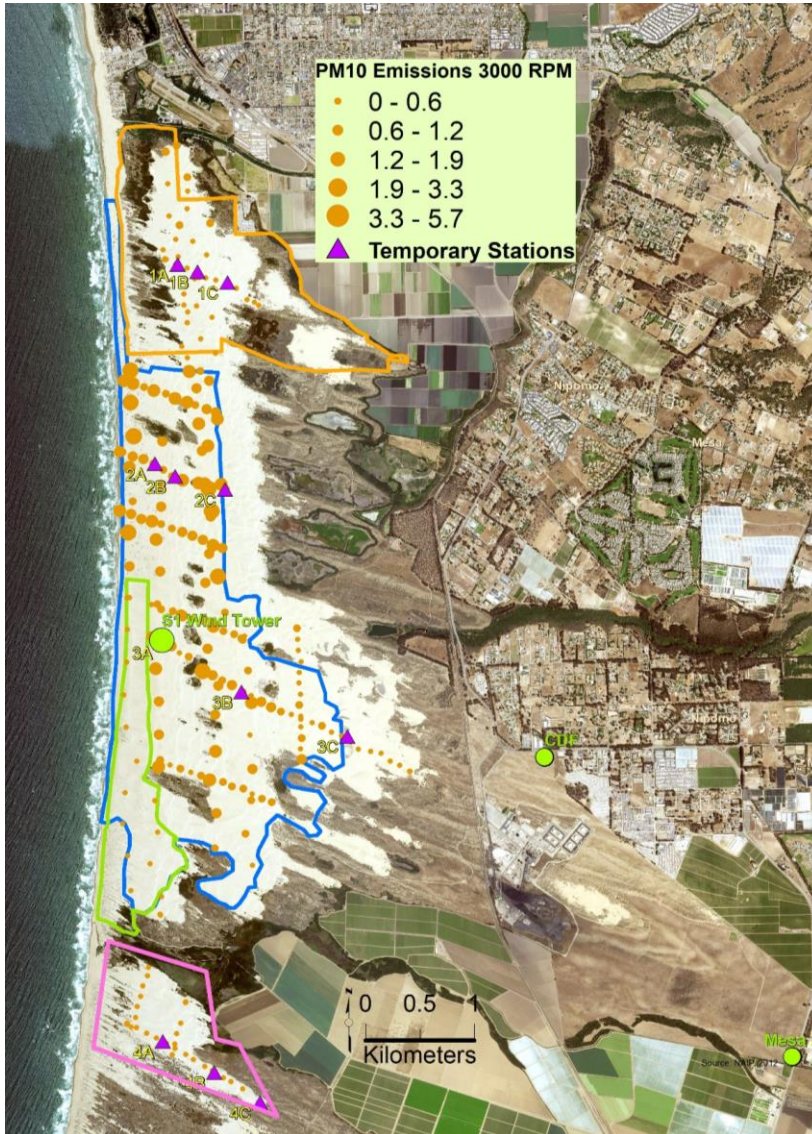 PM10 Emissions 3000 RPM
0 - 0.6
0.6 - 1.2
1.2 - 1.9
1.9 - 3.3
3.3 - 5.7
Temporary Stations
1A
1B
1C
Nipomo
Mesa
2A
2B
2C
S1 Wind Tower
3A
3B
3C
Nipomo
CDF
0 0.5 1
Kilometers
4A
4C
Mesa
Source: NAIP